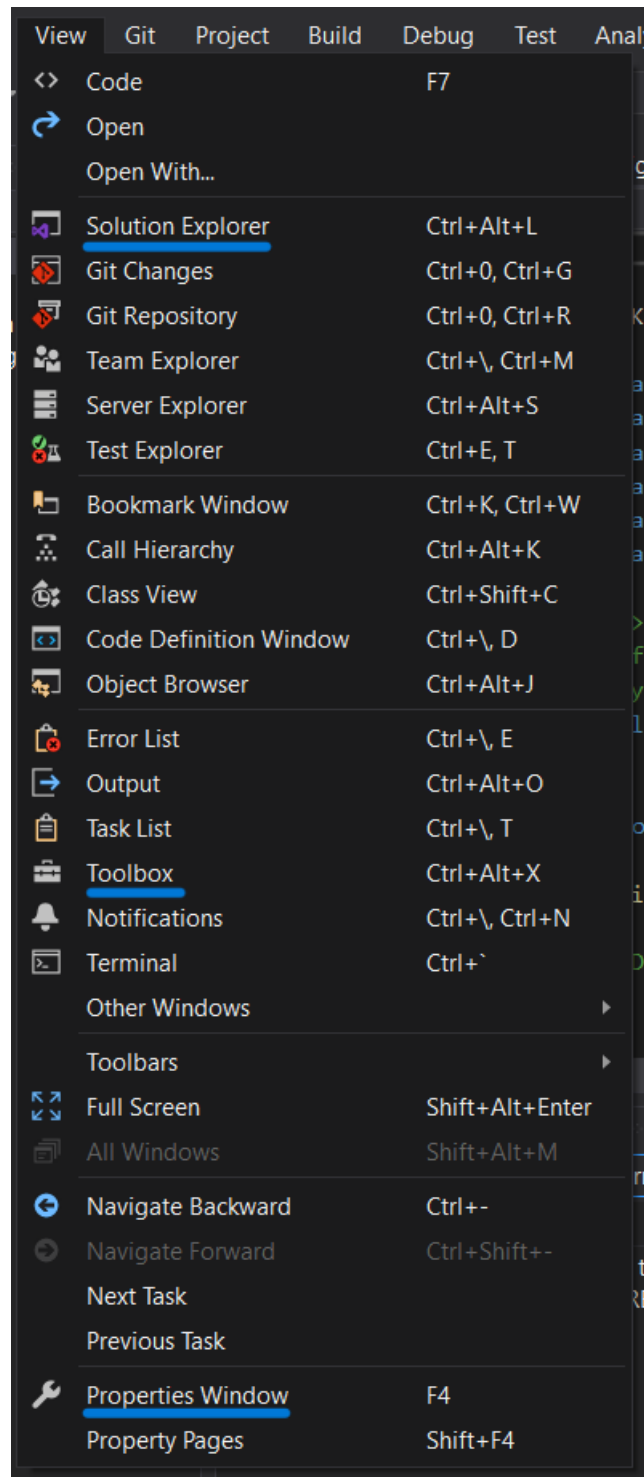 View Git Project Build Debug Test Anal
Code F7
Open
Open With...
Solution Explorer Ctrl+Alt+L
Git Changes Ctrl+0, Ctrl+G
Git Repository Ctrl+0, Ctrl+R
Team Explorer Ctrl+\, Ctrl+M
Server Explorer Ctrl+Alt+S
Test Explorer Ctrl+E, T
Bookmark Window Ctrl+K, Ctrl+W
Call Hierarchy Ctrl+Alt+K
Class View Ctrl+Shift+C
Code Definition Window Ctrl+\, D
Object Browser Ctrl+Alt+J
Error List Ctrl+\, E
Output Ctrl+Alt+O
Task List Ctrl+\, T
Toolbox Ctrl+Alt+X
Notifications Ctrl+\, Ctrl+N
Terminal Ctrl+`
Other Windows
Toolbars
Full Screen Shift+Alt+Enter
All Windows Shift+Alt+M
Navigate Backward Ctrl+-
Navigate Forward Ctrl+Shift+-
Next Task
Previous Task
Properties Window F4
Property Pages Shift+F4